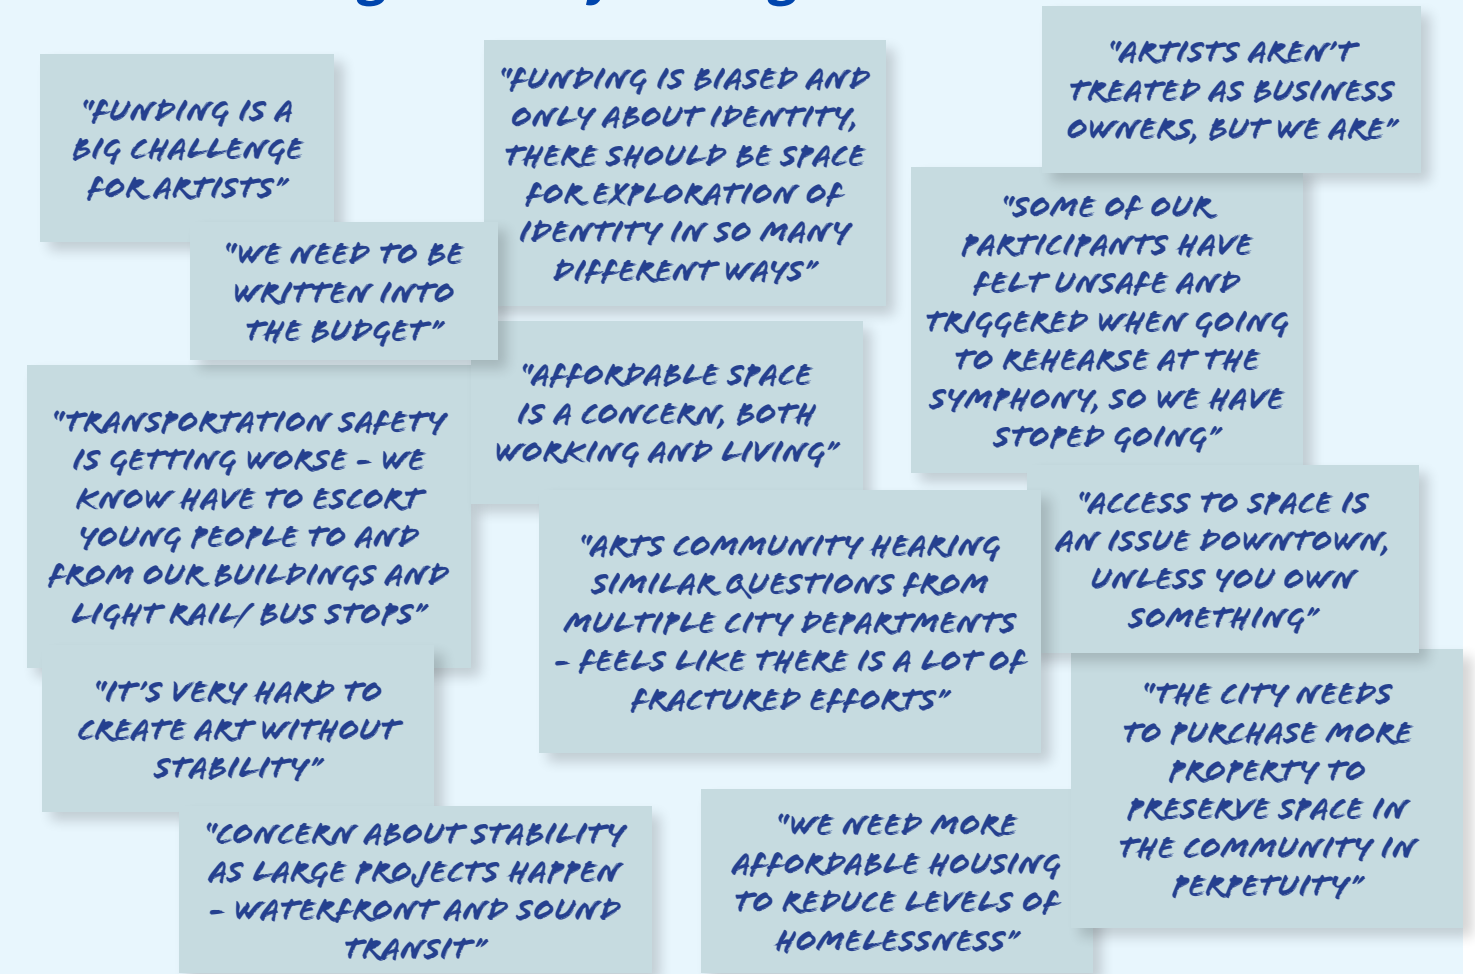 "FUNDING IS A
BIG CHALLENGE
FOR ARTISTS"
"FUNDING IS BIASED AND
ONLY ABOUT IDENTITY,
THERE SHOULD BE SPACE
FOR EXPLORATION OF
IDENTITY IN SO MANY
DIFFERENT WAYS"
"ARTISTS AREN'T
TREATED AS BUSINESS
OWNERS, BUT WE ARE"
"WE NEED TO BE
WRITTEN INTO
THE BUDGET"
"SOME OF OUR
PARTICIPANTS HAVE
FELT UNSAFE AND
TRIGGERED WHEN GOING
TO REHEARSE AT THE
SYMPHONY, SO WE HAVE
STOPED GOING"
"AFFORDABLE SPACE
IS A CONCERN, BOTH
WORKING AND LIVING"
"TRANSPORTATION SAFETY
IS GETTING WORSE - WE
KNOW HAVE TO ESCORT
YOUNG PEOPLE TO AND
FROM OUR BUILDINGS AND
LIGHT RAIL/ BUS STOPS"
"ARTS COMMUNITY HEARING
SIMILAR QUESTIONS FROM
MULTIPLE CITY DEPARTMENTS
- FEELS LIKE THERE IS A LOT OF
FRACTURED EFFORTS"
"ACCESS TO SPACE IS
AN ISSUE DOWNTOWN,
UNLESS YOU OWN
SOMETHING"
"IT'S VERY HARD TO
CREATE ART WITHOUT
STABILITY"
"THE CITY NEEDS
TO PURCHASE MORE
PROPERTY TO
PRESERVE SPACE IN
THE COMMUNITY IN
PERPETUITY"
"CONCERN ABOUT STABILITY
AS LARGE PROJECTS HAPPEN
- WATERFRONT AND SOUND
TRANSIT"
"WE NEED MORE
AFFORDABLE HOUSING
TO REDUCE LEVELS OF
HOMELESSNESS"